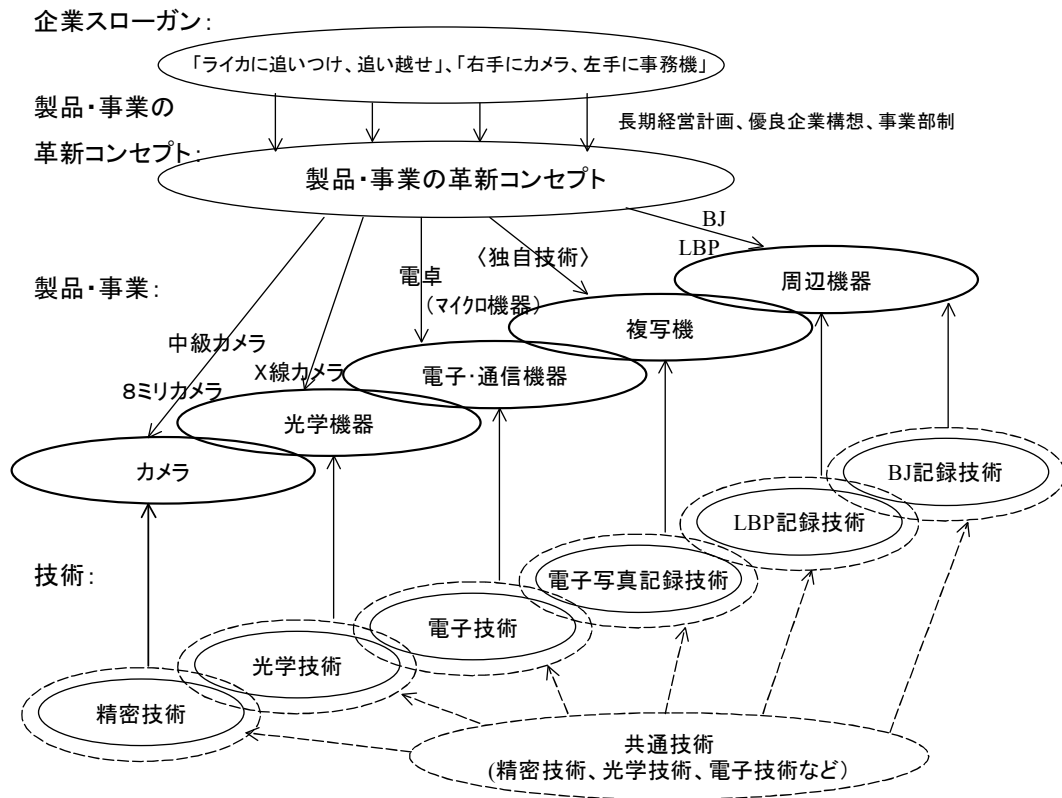 企業スローガン:
「ライカに追いつけ、追い越せ」、「右手にカメラ、左手に事務機」
製品・事業の
長期経営計画、優良企業構想、事業部制
革新コンセプト:
製品・事業の革新コンセプト
BJ
LBP
〈独自技術〉
電卓
周辺機器
製品・事業:
(マイクロ機器)
複写機
中級カメラ
X線カメラ
電子・通信機器
8ミリカメラ
光学機器
カメラ
BJ記録技術
LBP記録技術
技術:
電子写真記録技術
電子技術
光学技術
精密技術
共通技術
(精密技術、光学技術、電子技術など)